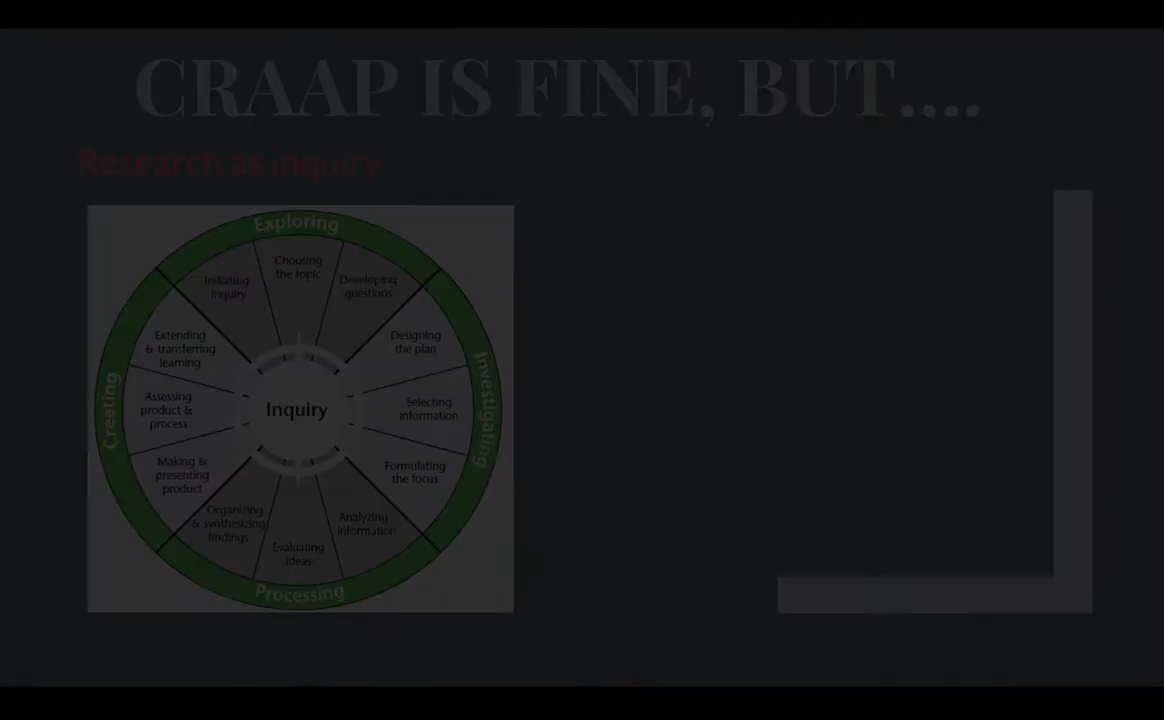 CRAAP IS FINE, BUT....
Research as inquiry
Exploring
Initiating
Inquiry
Choosing
the topic
Developing
questions
Designing
the plan
Investigating
Selecting
information
Formulating
the focus
Analyzing
information
Evaluating
ideas
Processing
Organizing
& synthesizing
findings
Making &
presenting
product
Creating
Assessing
product &
process
Extending
& transferring
learning
Inquiry